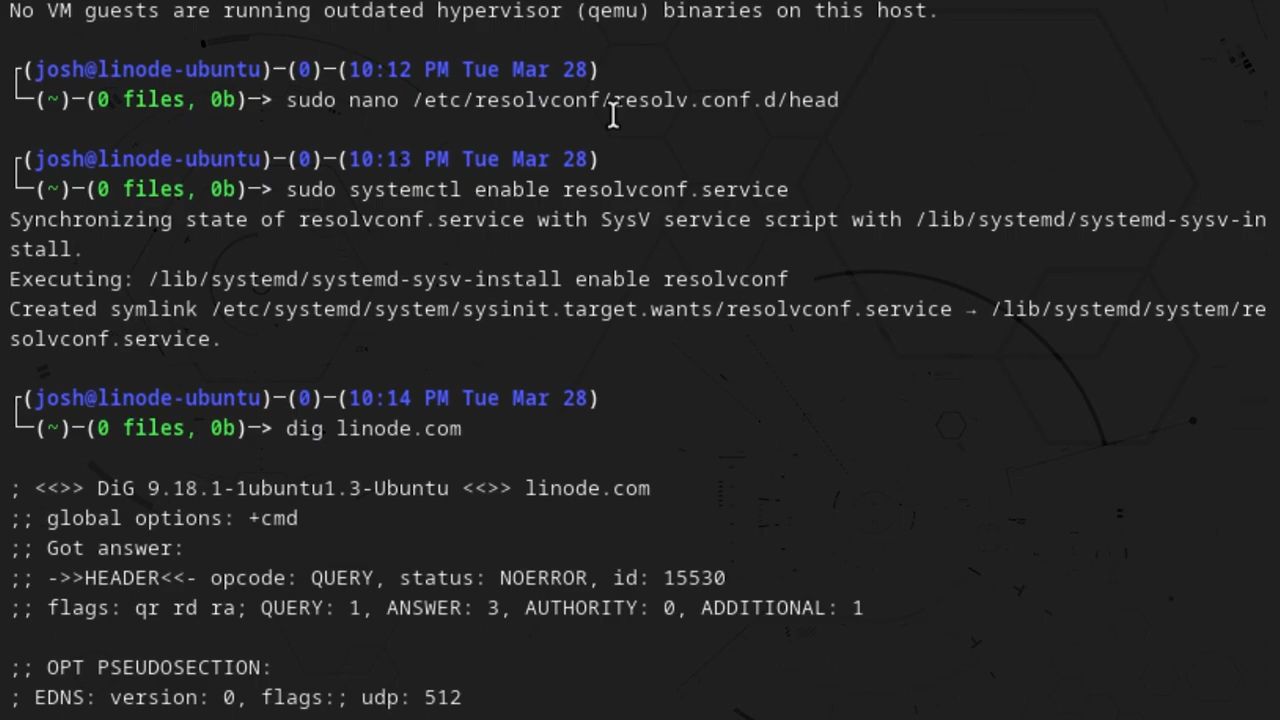 No VM guests are running outdated hypervisor (qemu) binaries on this host.
┌(josh@linode-ubuntu)─(0)─(10:12 PM Tue Mar 28)
└─(~)─(0 files, 0b)─> sudo nano /etc/resolvconf/resolv.conf.d/head
┌(josh@linode-ubuntu)─(0)─(10:13 PM Tue Mar 28)
└─(~)─(0 files, 0b)─> sudo systemctl enable resolvconf.service
Synchronizing state of resolvconf.service with SysV service script with /lib/systemd/systemd-sysv-in
stall.
Executing: /lib/systemd/systemd-sysv-install enable resolvconf
Created symlink /etc/systemd/system/sysinit.target.wants/resolvconf.service → /lib/systemd/system/re
solvconf.service.
┌(josh@linode-ubuntu)─(0)─(10:14 PM Tue Mar 28)
└─(~)─(0 files, 0b)─> dig linode.com
; <<>> DiG 9.18.1-1ubuntu1.3-Ubuntu <<>> linode.com
;; global options: +cmd
;; Got answer:
;; ->>HEADER<<- opcode: QUERY, status: NOERROR, id: 15530
;; flags: qr rd ra; QUERY: 1, ANSWER: 3, AUTHORITY: 0, ADDITIONAL: 1
;; OPT PSEUDOSECTION:
; EDNS: version: 0, flags:; udp: 512